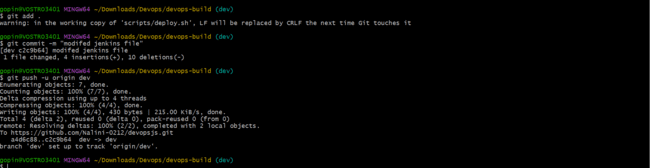 gopin@VOSTRO3401 MINGW64 ~/Downloads/Devops/devops-build (dev)
$ git add .
warning: in the working copy of 'scripts/deploy.sh', LF will be replaced by CRLF the next time Git touches it
gopin@VOSTRO3401 MINGW64 ~/Downloads/Devops/devops-build (dev)
$ git commit -m "modifed jenkins file"
[dev c2c9b64] modifed jenkins file
1 file changed, 4 insertions(+), 10 deletions(-)
gopin@VOSTRO3401 MINGW64 ~/Downloads/Devops/devops-build (dev)
$ git push -u origin dev
Enumerating objects: 7, done.
Counting objects: 100% (7/7), done.
Delta compression using up to 4 threads
Compressing objects: 100% (4/4), done.
Writing objects: 100% (4/4), 430 bytes | 215.00 KiB/s, done.
Total 4 (delta 2), reused 0 (delta 0), pack-reused 0 (from 0)
remote: Resolving deltas: 100% (2/2), completed with 2 local objects.
To https://github.com/Nalini-0212/devopsjs.git
a4d6c88..c2c9b64 dev -> dev
branch 'dev' set up to track 'origin/dev'.
gopin@VOSTRO3401 MINGW64 ~/Downloads/Devops/devops-build (dev)
$